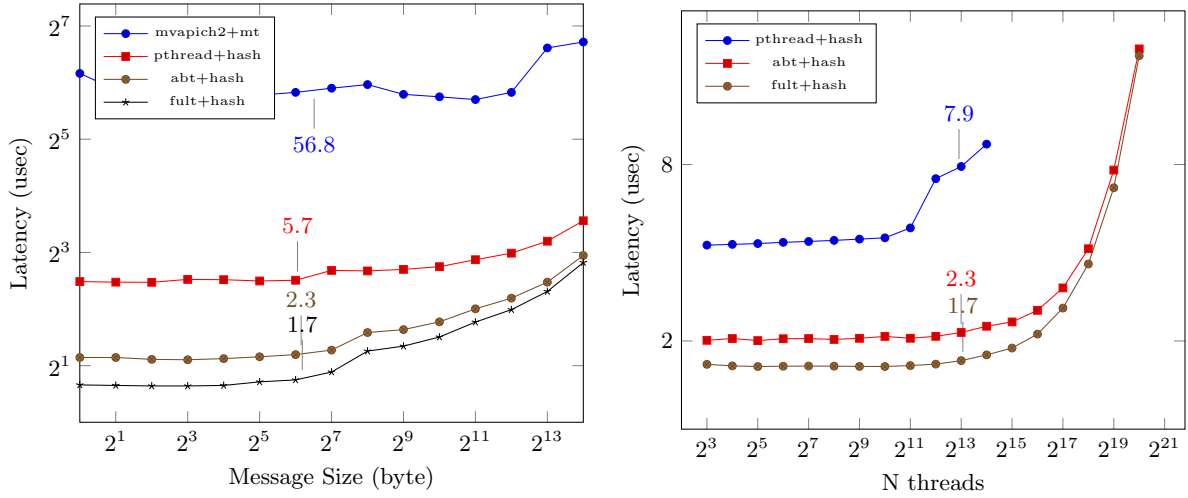 2^7
2^5
2^3
2^1
Latency (usec)
mvapich2+mt
pthread+hash
abt+hash
fult+hash
56.8
5.7
2.3
1.7
2^1 2^3 2^5 2^7 2^9 2^11 2^13
Message Size (byte)
8
2
Latency (usec)
pthread+hash
abt+hash
fult+hash
7.9
2.3
1.7
2^3 2^5 2^7 2^9 2^11 2^13 2^15 2^17 2^19 2^21
N threads